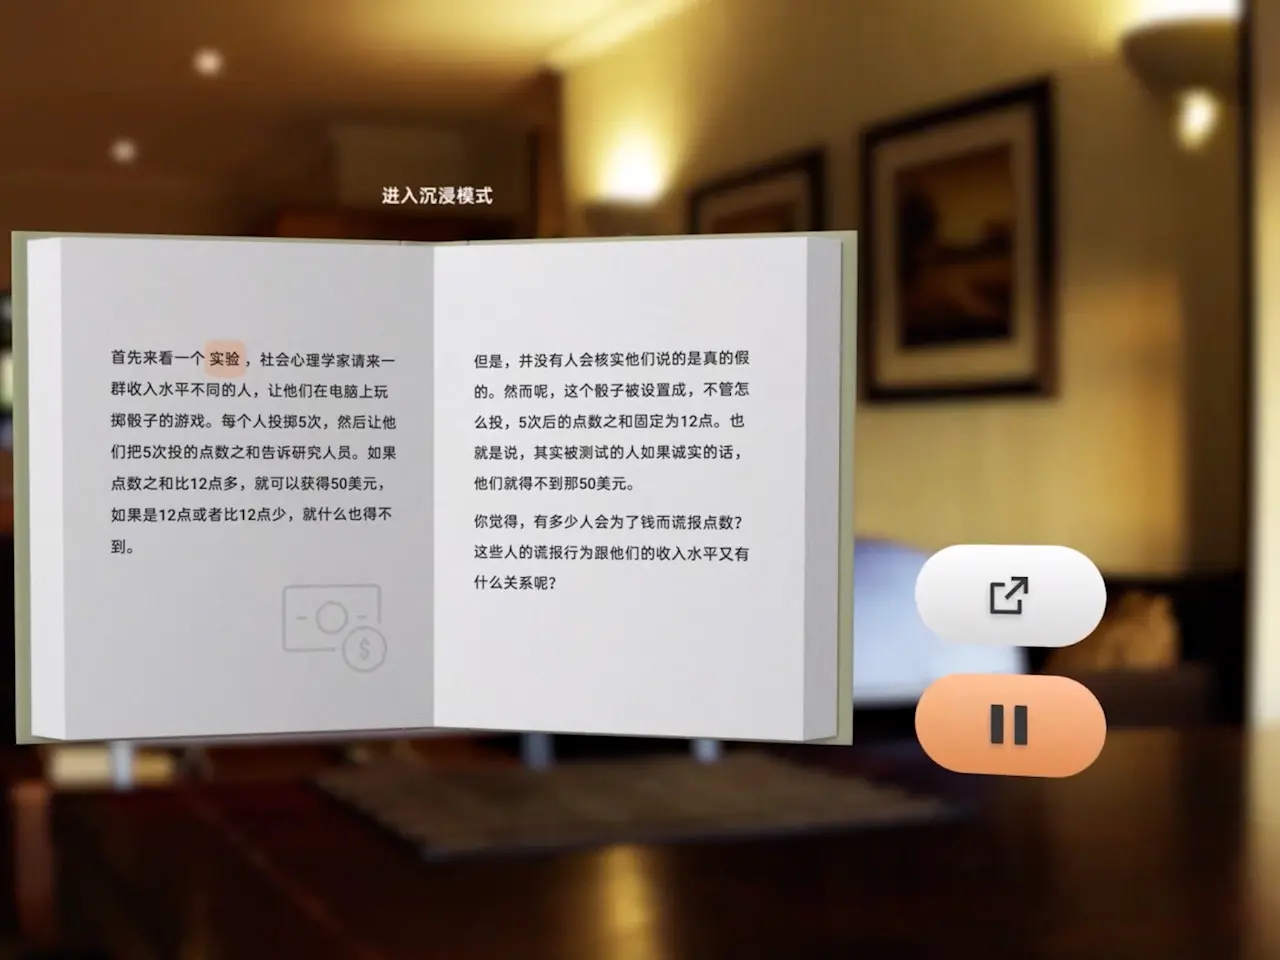 进入沉浸模式
首先来看一个 实验，社会心理学家请来一
群收入水平不同的人，让他们在电脑上玩
掷骰子的游戏。每个人投掷5次，然后让他
们把5次投的点数之和告诉研究人员。如果
点数之和比12点多，就可以获得50美元，
如果是12点或者比12点少，就什么也得不
到。
$
但是，并没有人会核实他们说的是真的假
的。然而呢，这个骰子被设置成，不管怎
么投，5次后的点数之和固定为12点。也
就是说，其实被测试的人如果诚实的话，
他们就得不到那50美元。
你觉得，有多少人会为了钱而谎报点数？
这些人的谎报行为跟他们的收入水平又有
什么关系呢？